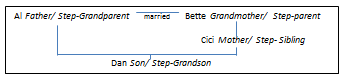 Al Father/ Step-Grandparent married Bette Grandmother/ Step-parent
Cici Mother/ Step- Sibling
Dan Son/ Step-Grandson